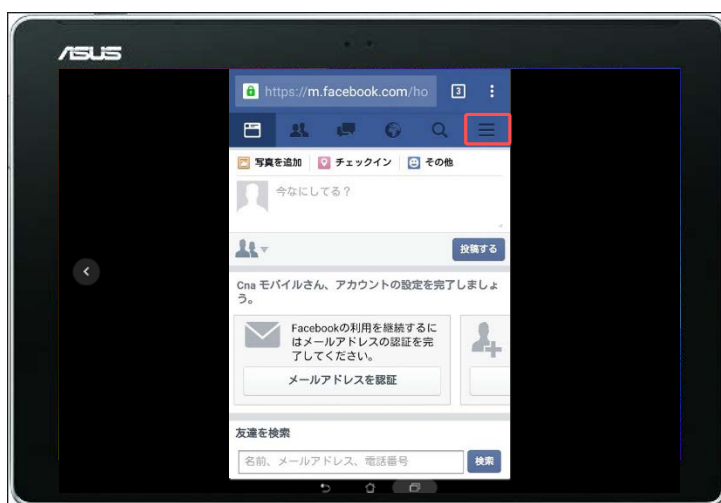 ASUS
https://m.facebook.com/ho
3
写真を追加 チェックイン その他
今なにしてる？
投稿する
Cna モバイルさん、アカウントの設定を完了しましょ
う。
Facebookの利用を継続するに
はメールアドレスの認証を完
了してください。
メールアドレスを認証
友達を検索
名前、メールアドレス、電話番号
検索